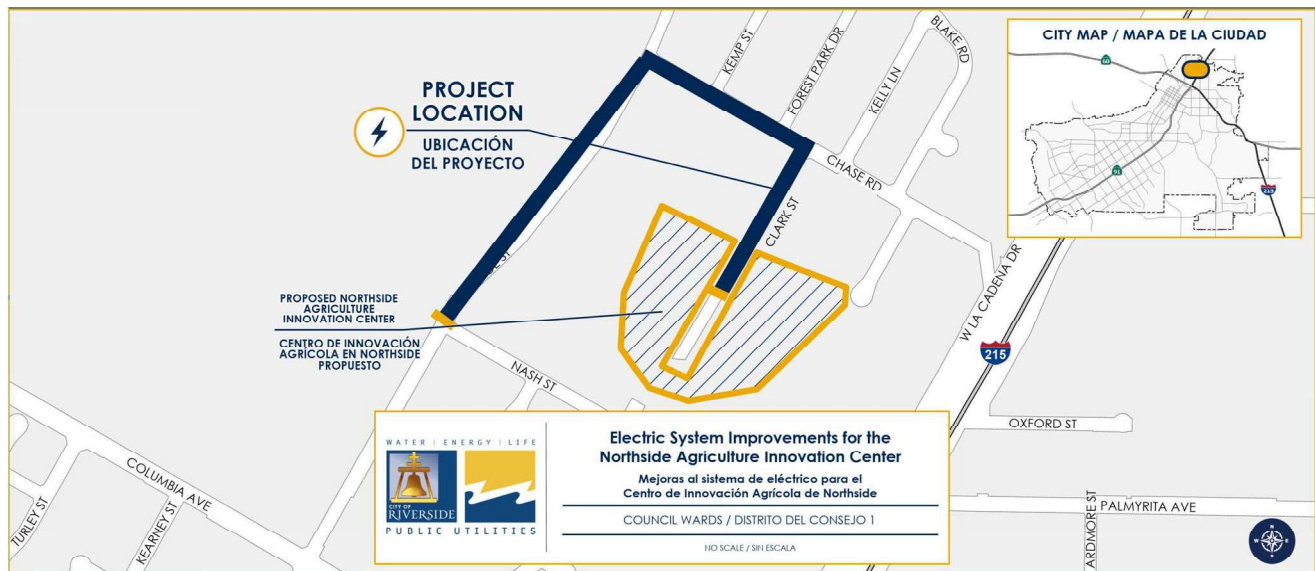 KEMP ST
FOREST PARK DR
KELLY LN
BLAKE RD
CITY MAP / MAPA DE LA CIUDAD
60
91
215
PROJECT
LOCATION
UBICACIÓN
DEL PROYECTO
CHASE RD
CLARK ST
W LA CADENA DR
215
PROPOSED NORTHSIDE
AGRICULTURE
INNOVATION CENTER
CENTRO DE INNOVACIÓN
AGRÍCOLA EN NORTHSIDE
PROPUESTO
NASH ST
OXFORD ST
COLUMBIA AVE
TURLEY ST
KEARNEY ST
PALMYRITA AVE
ARDMORE ST
WATER | ENERGY | LIFE
CITY OF
RIVERSIDE
PUBLIC UTILITIES
Electric System Improvements for the
Northside Agriculture Innovation Center
Mejoras al sistema de eléctrico para el
Centro de Innovación Agrícola de Northside
COUNCIL WARDS / DISTRITO DEL CONSEJO 1
NO SCALE / SIN ESCALA
N
W
E
S